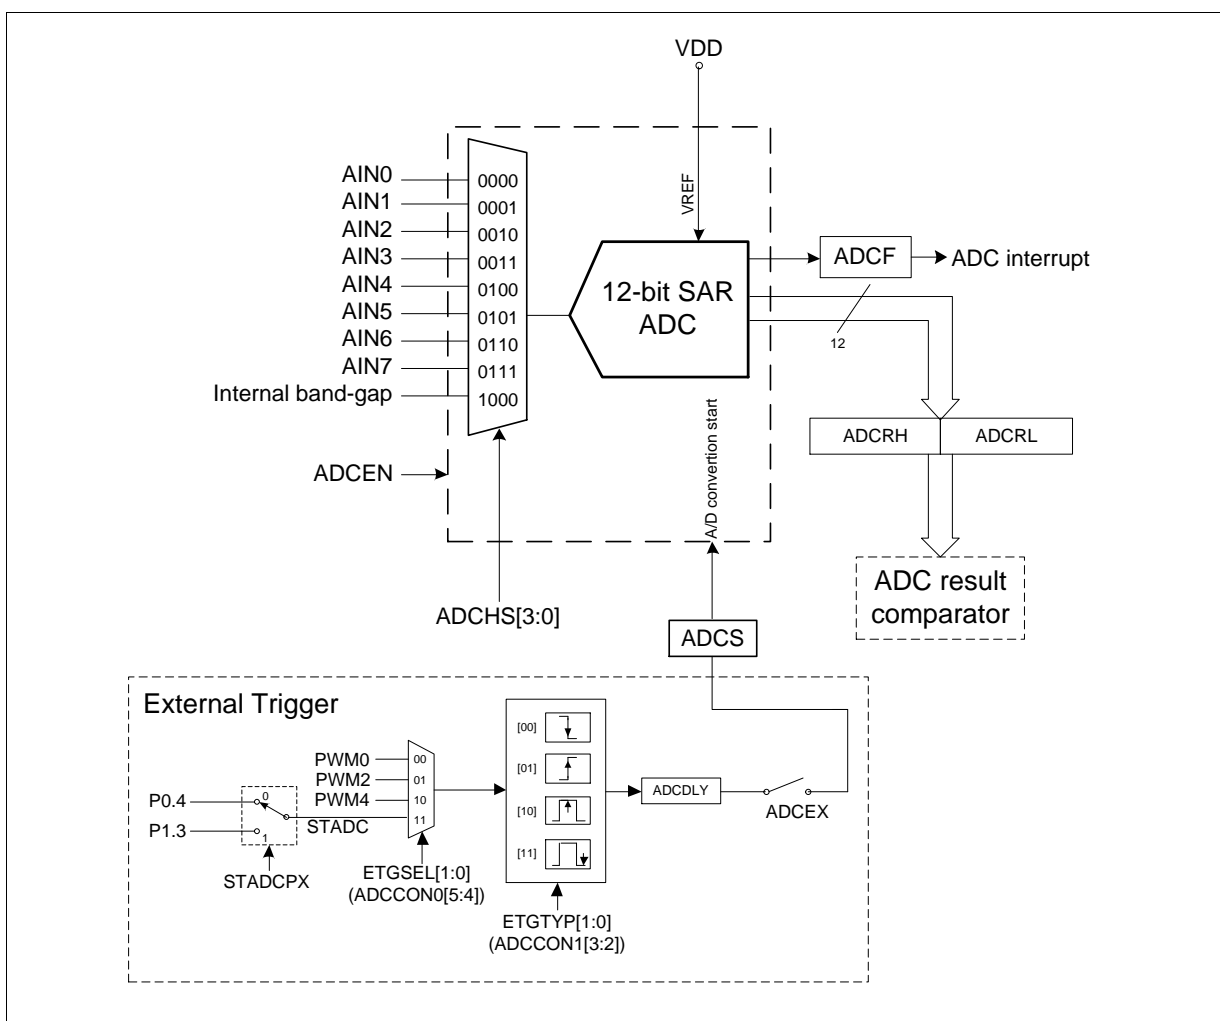 VDD
VREF
AIN0
AIN1
AIN2
AIN3
AIN4
AIN5
AIN6
AIN7
Internal band-gap
0000
0001
0010
0011
0100
0101
0110
0111
1000
12-bit SAR
ADC
ADCF
ADC interrupt
12
ADCRH
ADCRL
ADCEN
A/D convertion start
ADC result
comparator
ADCHS[3:0]
ADCS
External Trigger
P0.4
P1.3
0
1
STADCPX
PWM0
PWM2
PWM4
STADC
00
01
10
11
ETGSEL[1:0]
(ADCCON0[5:4])
[00]
[01]
[10]
[11]
ETGTYP[1:0]
(ADCCON1[3:2])
ADCDLY
ADCEX